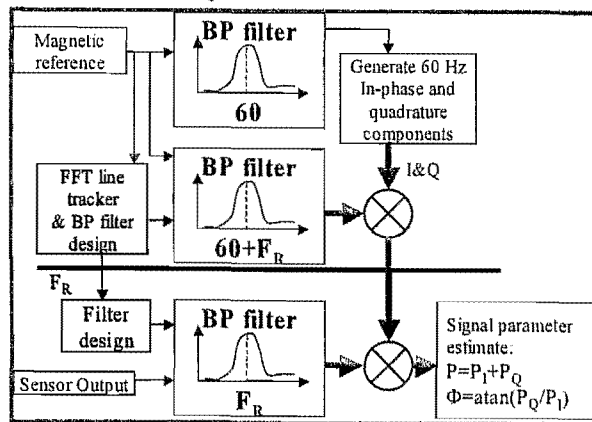 Magnetic
reference
BP filter
60
Generate 60 Hz
In-phase and
quadrature
components
I&Q
FFT line
tracker
& BP filter
design
BP filter
60+F_R
F_R
Filter
design
Sensor Output
BP filter
F_R
Signal parameter
estimate:
P=P_I+P_Q
Φ=atan(P_Q/P_I)